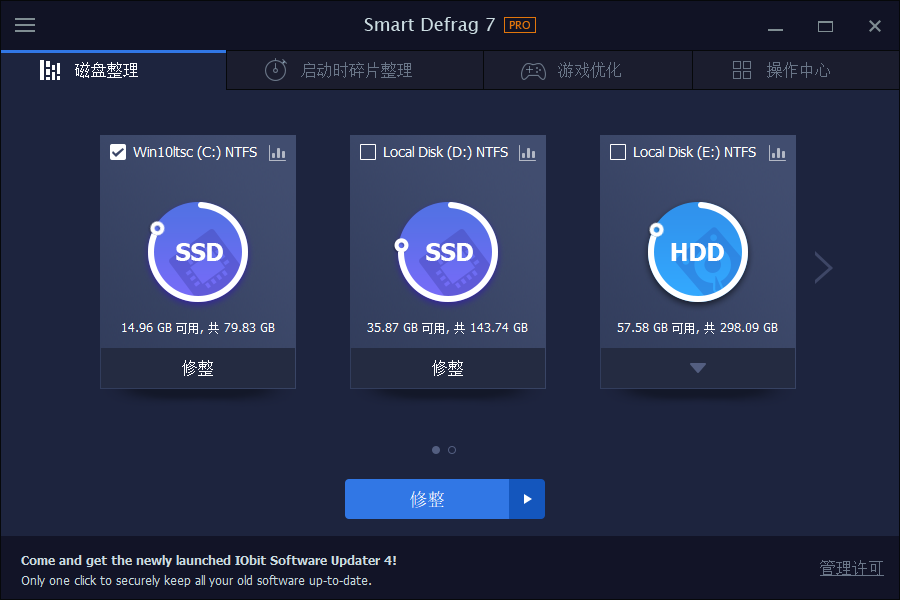 Smart Defrag 7 PRO
磁盘整理
启动时碎片整理
游戏优化
操作中心
Win10ltsc (C:) NTFS
Local Disk (D:) NTFS
Local Disk (E:) NTFS
SSD
SSD
HDD
14.96 GB 可用, 共 79.83 GB
35.87 GB 可用, 共 143.74 GB
57.58 GB 可用, 共 298.09 GB
修整
修整
修整
Come and get the newly launched IObit Software Updater 4!
Only one click to securely keep all your old software up-to-date.
管理许可